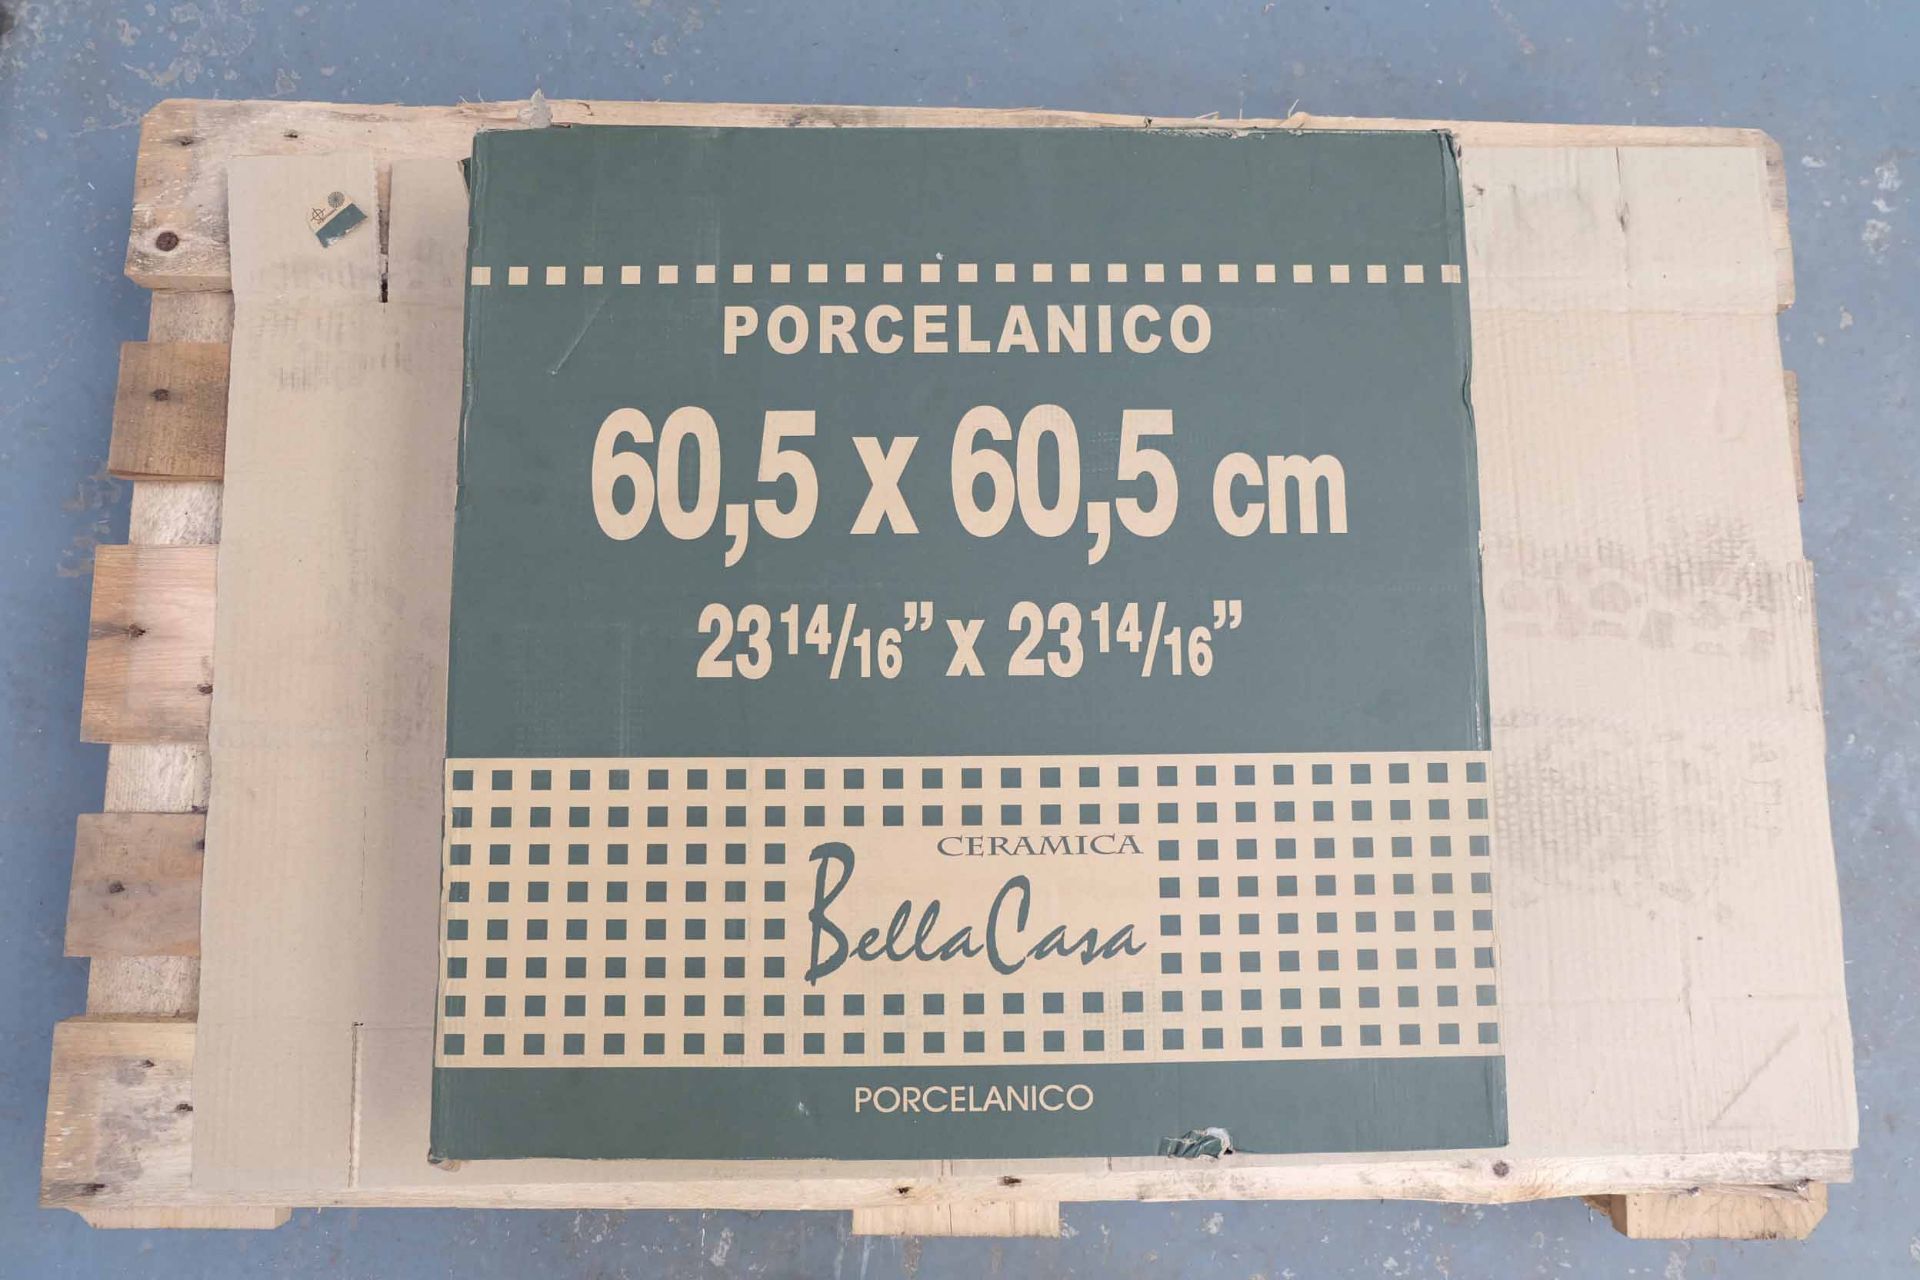 PORCELANICO
60,5 x 60,5 cm
23 14/16” x 23 14/16”
CERAMICA
BellaCasa
PORCELANICO